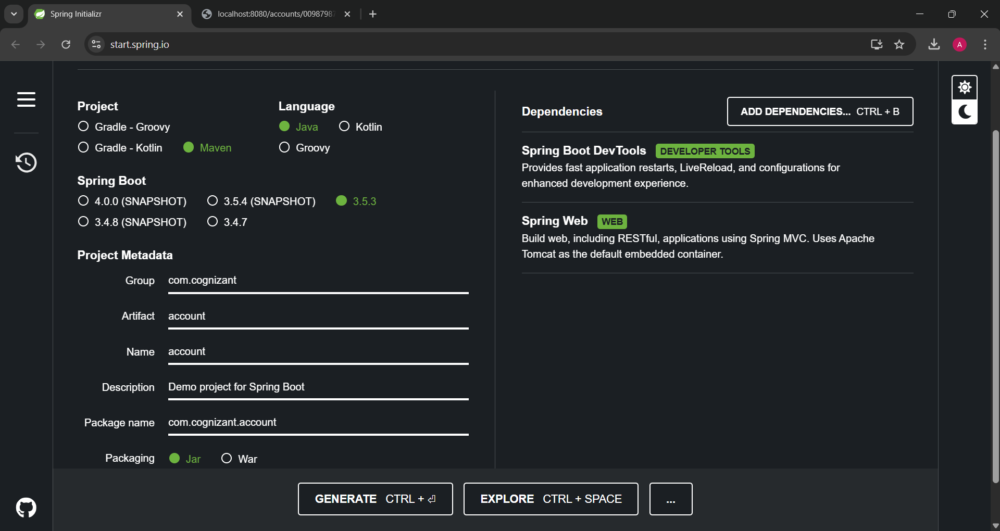 Spring Initializr
localhost:8080/accounts/0098798
start.spring.io
A
Project
Gradle - Groovy
Gradle - Kotlin
Maven
Language
Java
Kotlin
Groovy
Spring Boot
4.0.0 (SNAPSHOT)
3.5.4 (SNAPSHOT)
3.5.3
3.4.8 (SNAPSHOT)
3.4.7
Project Metadata
Group com.cognizant
Artifact account
Name account
Description Demo project for Spring Boot
Package name com.cognizant.account
Packaging Jar War
Dependencies
ADD DEPENDENCIES... CTRL + B
Spring Boot DevTools DEVELOPER TOOLS
Provides fast application restarts, LiveReload, and configurations for
enhanced development experience.
Spring Web WEB
Build web, including RESTful, applications using Spring MVC. Uses Apache
Tomcat as the default embedded container.
GENERATE CTRL + ⏎
EXPLORE CTRL + SPACE
...